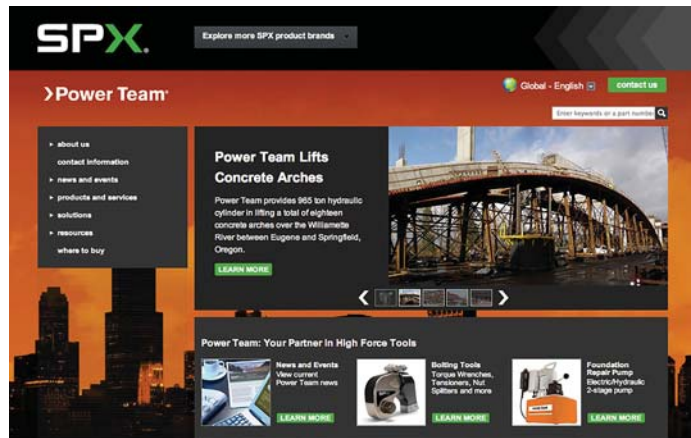 SPX.
Explore more SPX product brands
Global - English
contact us
Power Team®
Enter keywords or a part number
about us
contact information
news and events
products and services
solutions
resources
where to buy
Power Team Lifts
Concrete Arches
Power Team provides 965 ton hydraulic
cylinder in lifting a total of eighteen
concrete arches over the Willamette
River between Eugene and Springfield,
Oregon.
LEARN MORE
Power Team: Your Partner in High Force Tools
News and Events
View current
Power Team news
LEARN MORE
Bolting Tools
Torque Wrenches,
Tensioners, Nut
Splitters and more
LEARN MORE
Foundation
Repair Pump
Electric/Hydraulic
2-stage pump
LEARN MORE